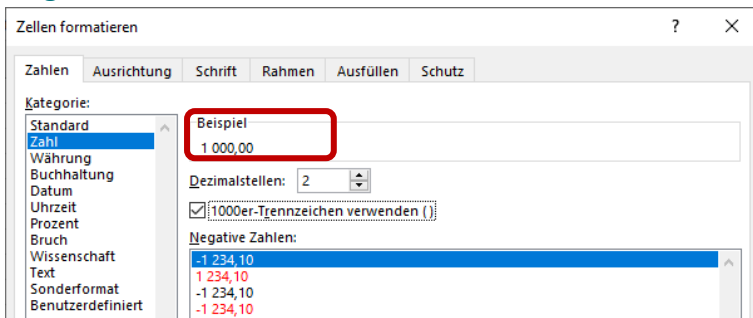 Zellen formatieren ? ×
Zahlen Ausrichtung Schrift Rahmen Ausfüllen Schutz
Kategorie:
Standard
Zahl
Währung
Buchhaltung
Datum
Uhrzeit
Prozent
Bruch
Wissenschaft
Text
Sonderformat
Benutzerdefiniert
Beispiel
1 000,00
Dezimalstellen: 2
1000er-Trennzeichen verwenden ( )
Negative Zahlen:
-1 234,10
1 234,10
-1 234,10
-1 234,10